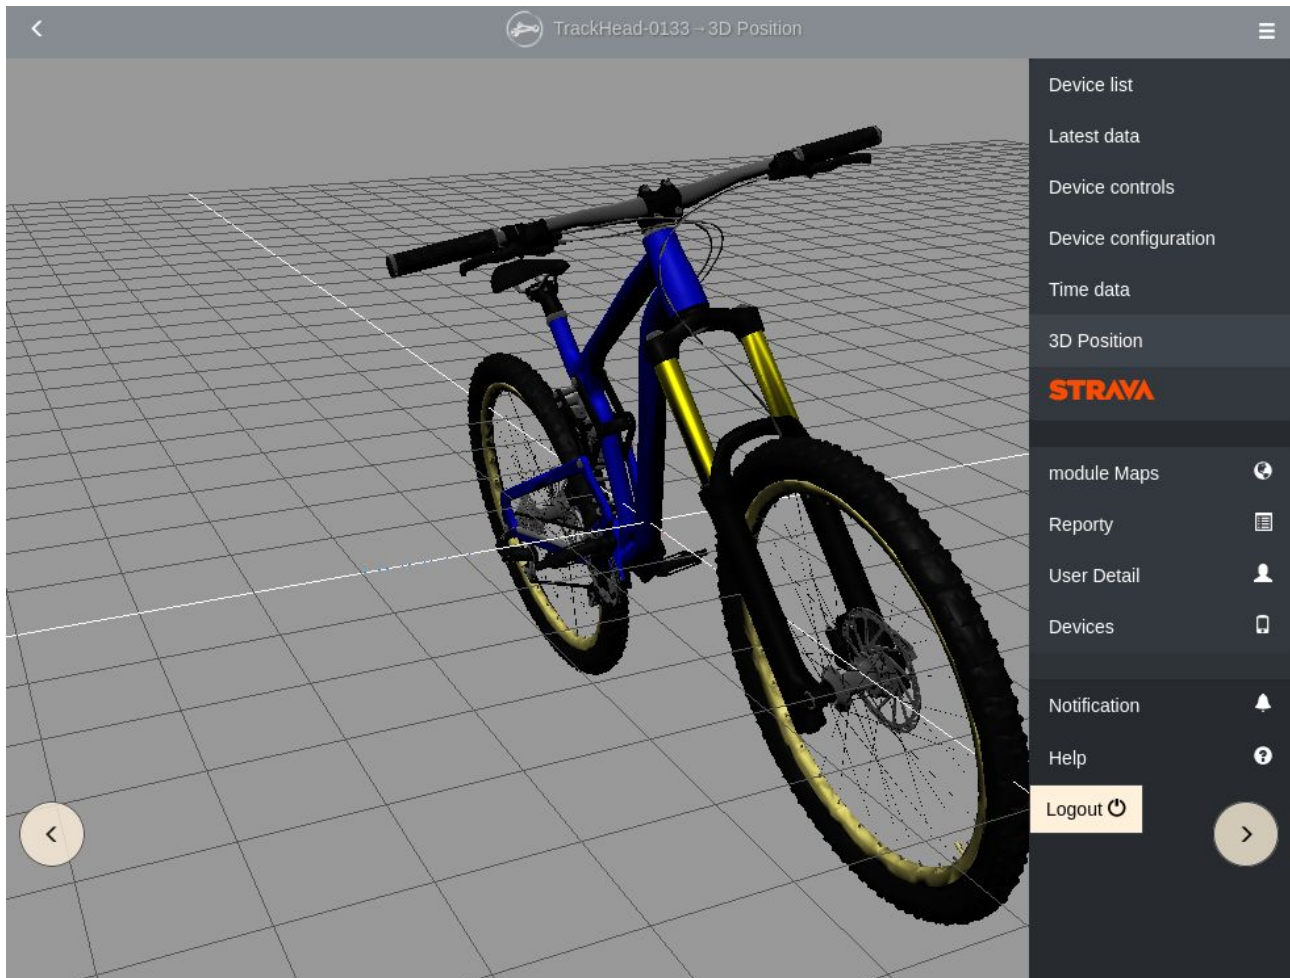 TrackHead-0133→3D Position
Device list
Latest data
Device controls
Device configuration
Time data
3D Position
STRAVA
module Maps
Reporty
User Detail
Devices
Notification
Help
Logout